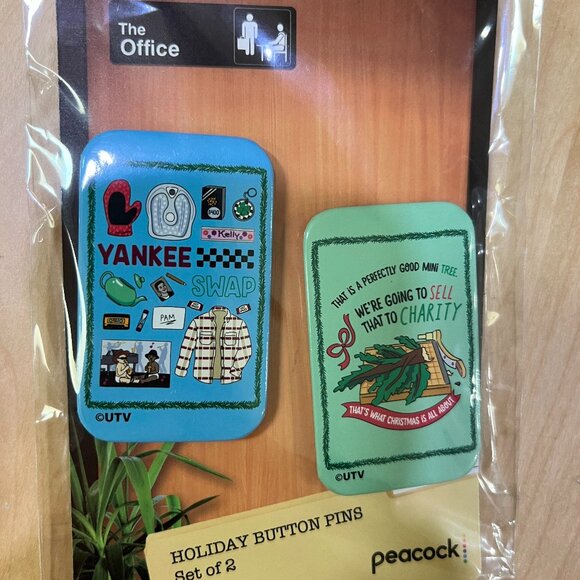 The
Office
Kelly
YANKEE
SWAP
PAM
©UTV
THAT IS A PERFECTLY GOOD MINI TREE.
WE'RE GOING TO SELL
THAT TO CHARITY
THAT'S WHAT CHRISTMAS IS ALL ABOUT
©UTV
HOLIDAY BUTTON PINS
Set of 2
peacock